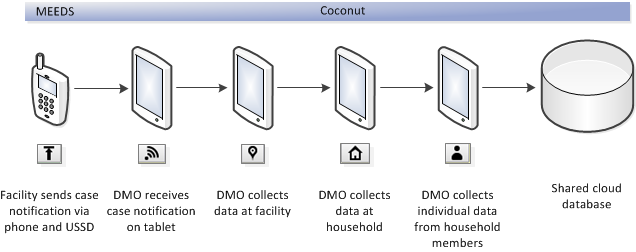 MEEDS
Coconut
Facility sends case
notification via
phone and USSD
DMO receives
case notification
on tablet
DMO collects
data at facility
DMO collects
data at
household
DMO collects
individual data
from household
members
Shared cloud
database